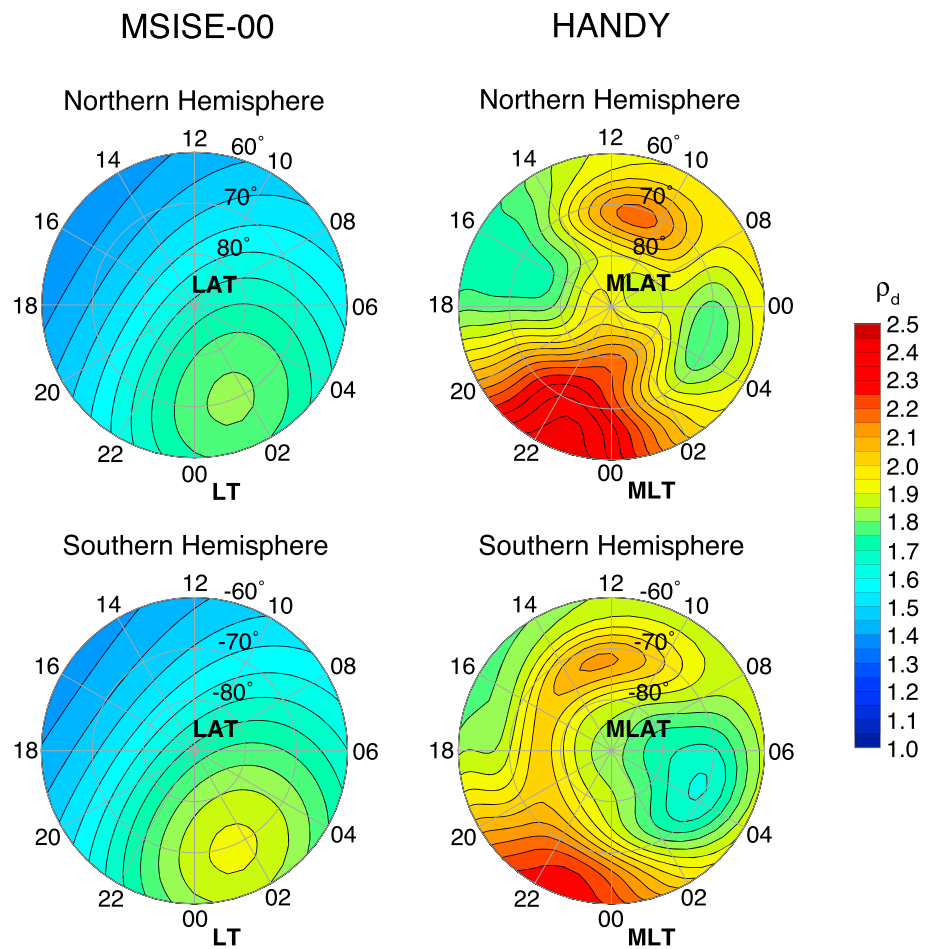 MSISE-00 HANDY
Northern Hemisphere Northern Hemisphere
12 60° 12 60°
14 10 14 10
70° 70°
16 08 16 08
80° 80°
LAT MLAT
18 06 18 00
ρd
20 04 20 04
22 02 22 02
00 00
LT MLT
2.5
2.4
2.3
2.2
2.1
2.0
1.9
1.8
1.7
1.6
1.5
1.4
1.3
1.2
1.1
1.0
Southern Hemisphere Southern Hemisphere
12 -60° 12 -60°
14 10 14 10
-70° -70°
16 08 16 08
-80° -80°
LAT MLAT
18 06 18 06
20 04 20 04
22 02 22 02
00 00
LT MLT